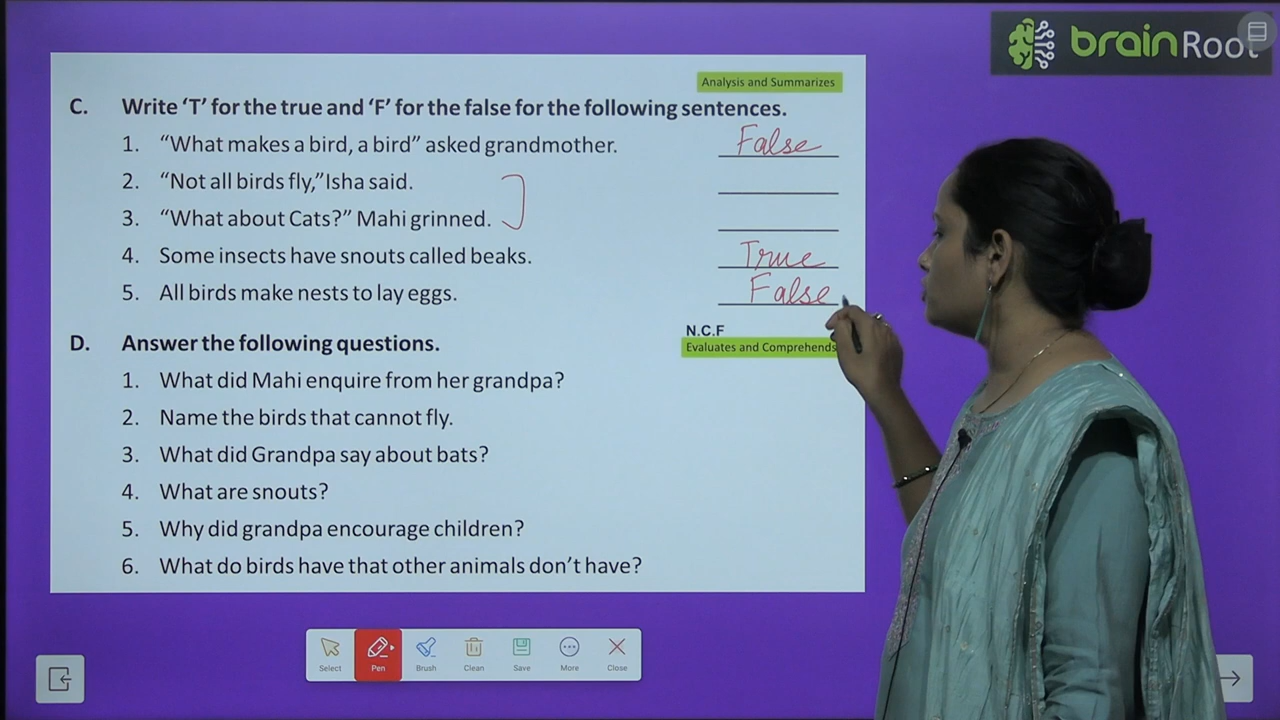 brainRoot
Analysis and Summarizes
C. Write ‘T’ for the true and ‘F’ for the false for the following sentences.
1. “What makes a bird, a bird” asked grandmother. False
2. “Not all birds fly,”Isha said.
3. “What about Cats?” Mahi grinned.
4. Some insects have snouts called beaks. True
5. All birds make nests to lay eggs. False
N.C.F
D. Answer the following questions. Evaluates and Comprehends
1. What did Mahi enquire from her grandpa?
2. Name the birds that cannot fly.
3. What did Grandpa say about bats?
4. What are snouts?
5. Why did grandpa encourage children?
6. What do birds have that other animals don’t have?
Select Pen Brush Clean Save More Close